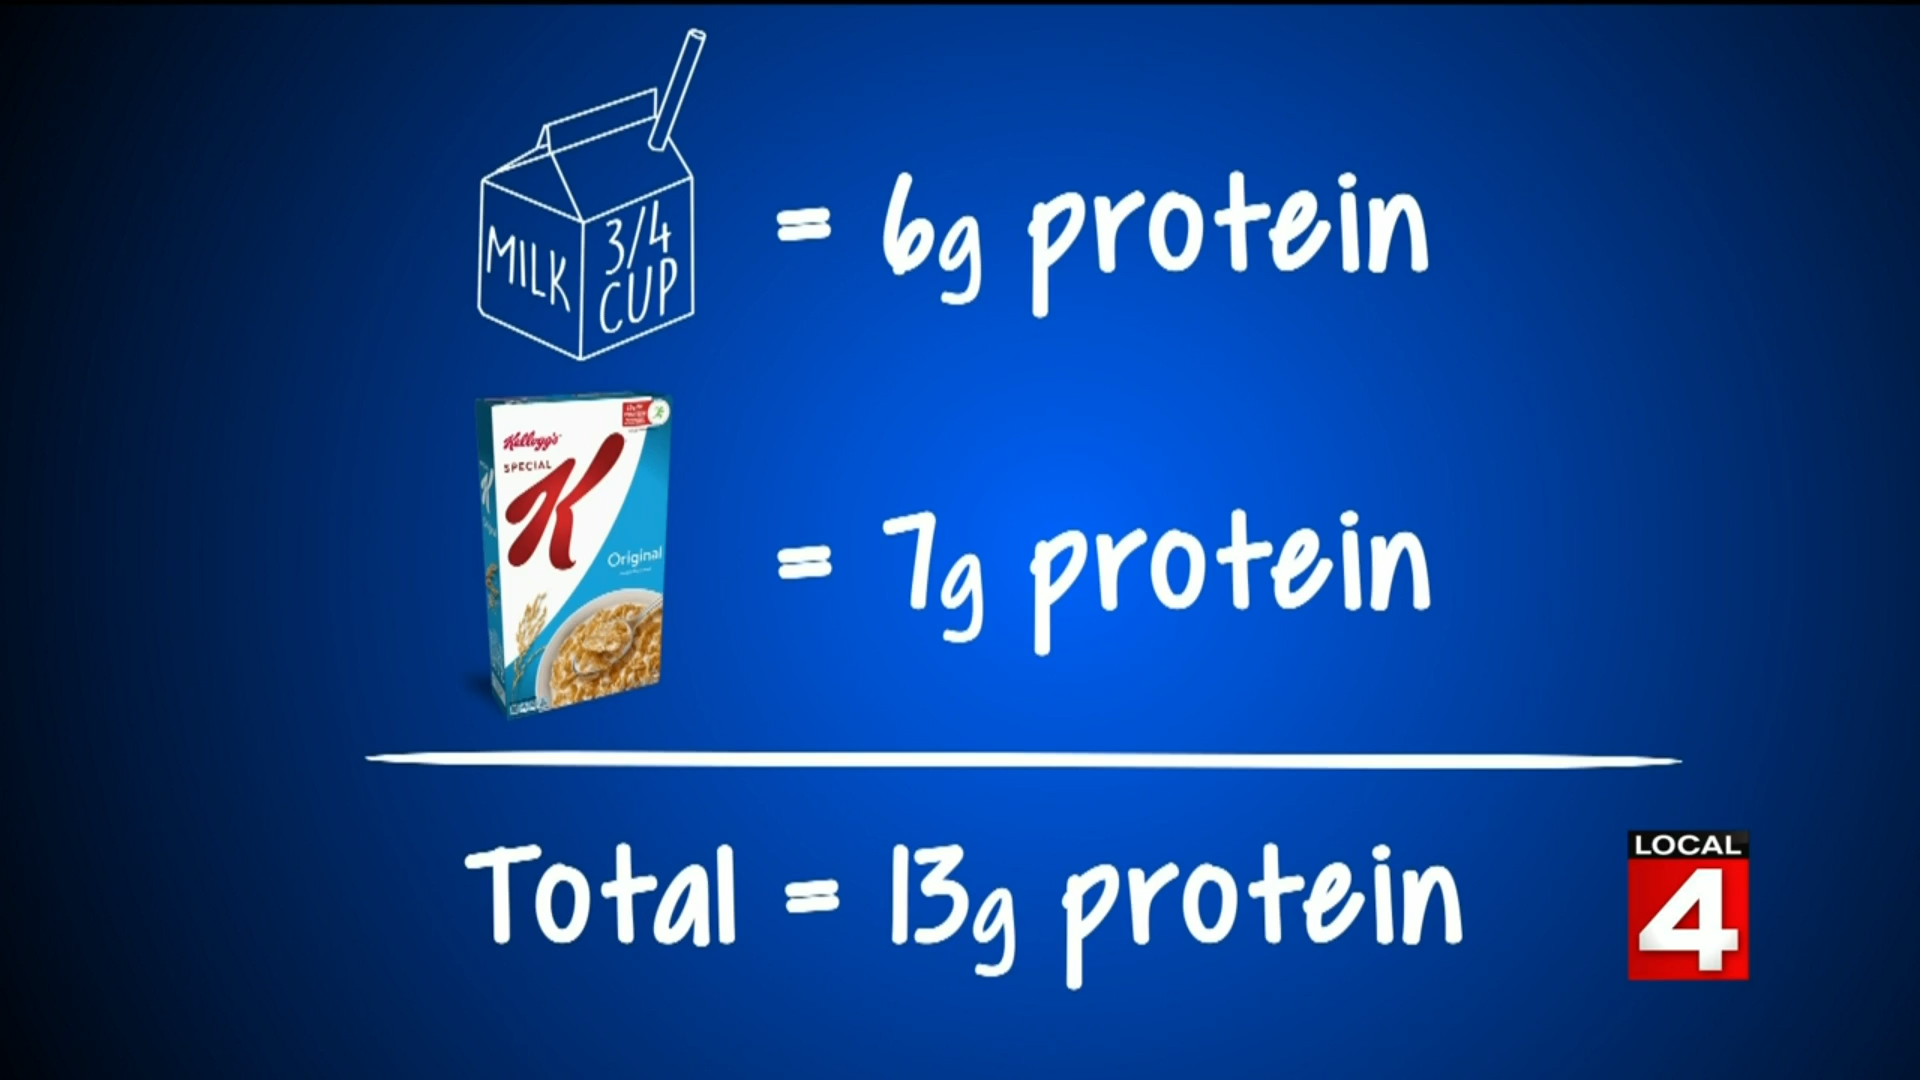 MILK
3/4
CUP
= 6g protein
Kellogg's
SPECIAL
K
Original
= 7g protein
Total = 13g protein
LOCAL
4